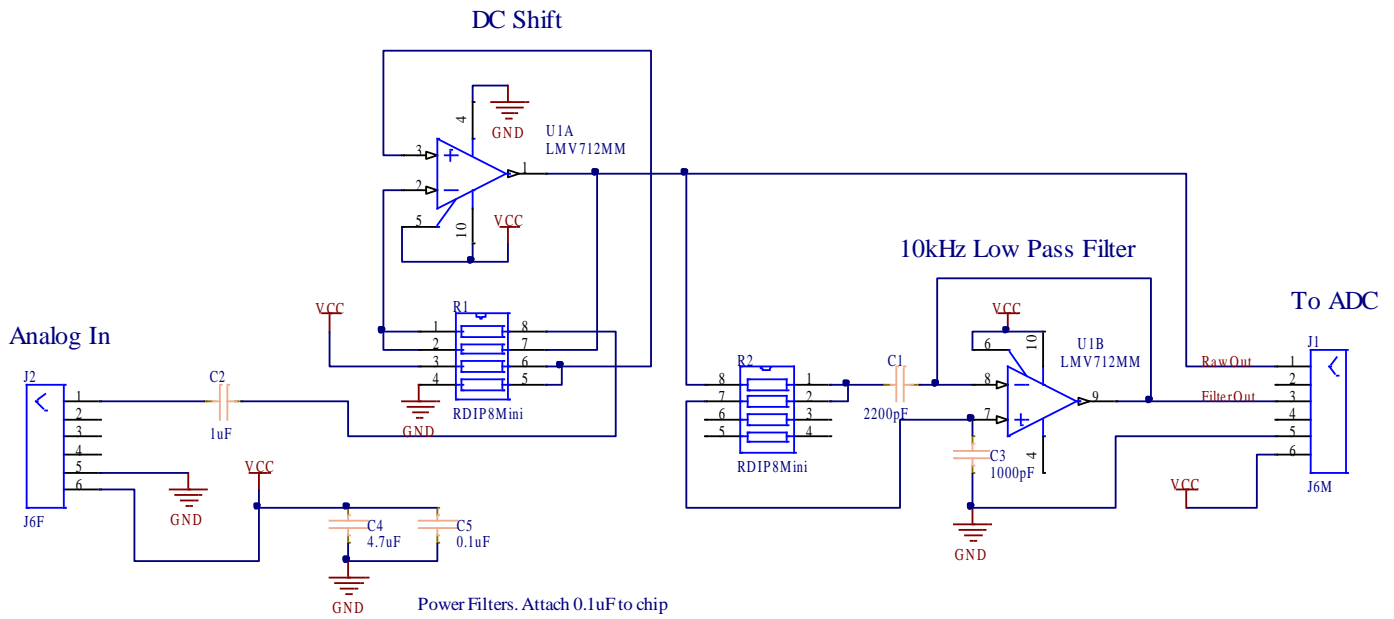 DC Shift
4
GND
U1A
LMV712MM
3
1
2
5
10
VCC
10kHz Low Pass Filter
To ADC
Analog In
VCC
R1
1 8
2 7
3 6
4 5
RDIP8Mini
GND
J2
1
2
3
4
5
6
J6F
C2
1uF
GND
VCC
C4
4.7uF
C5
0.1uF
GND
Power Filters. Attach 0.1uF to chip
R2
8 1
7 2
6 3
5 4
RDIP8Mini
C1
2200pF
VCC
6
10
U1B
LMV712MM
8
9
7
4
C3
1000pF
GND
J1
RawOut 1
2
FilterOut 3
4
5
6
VCC
J6M